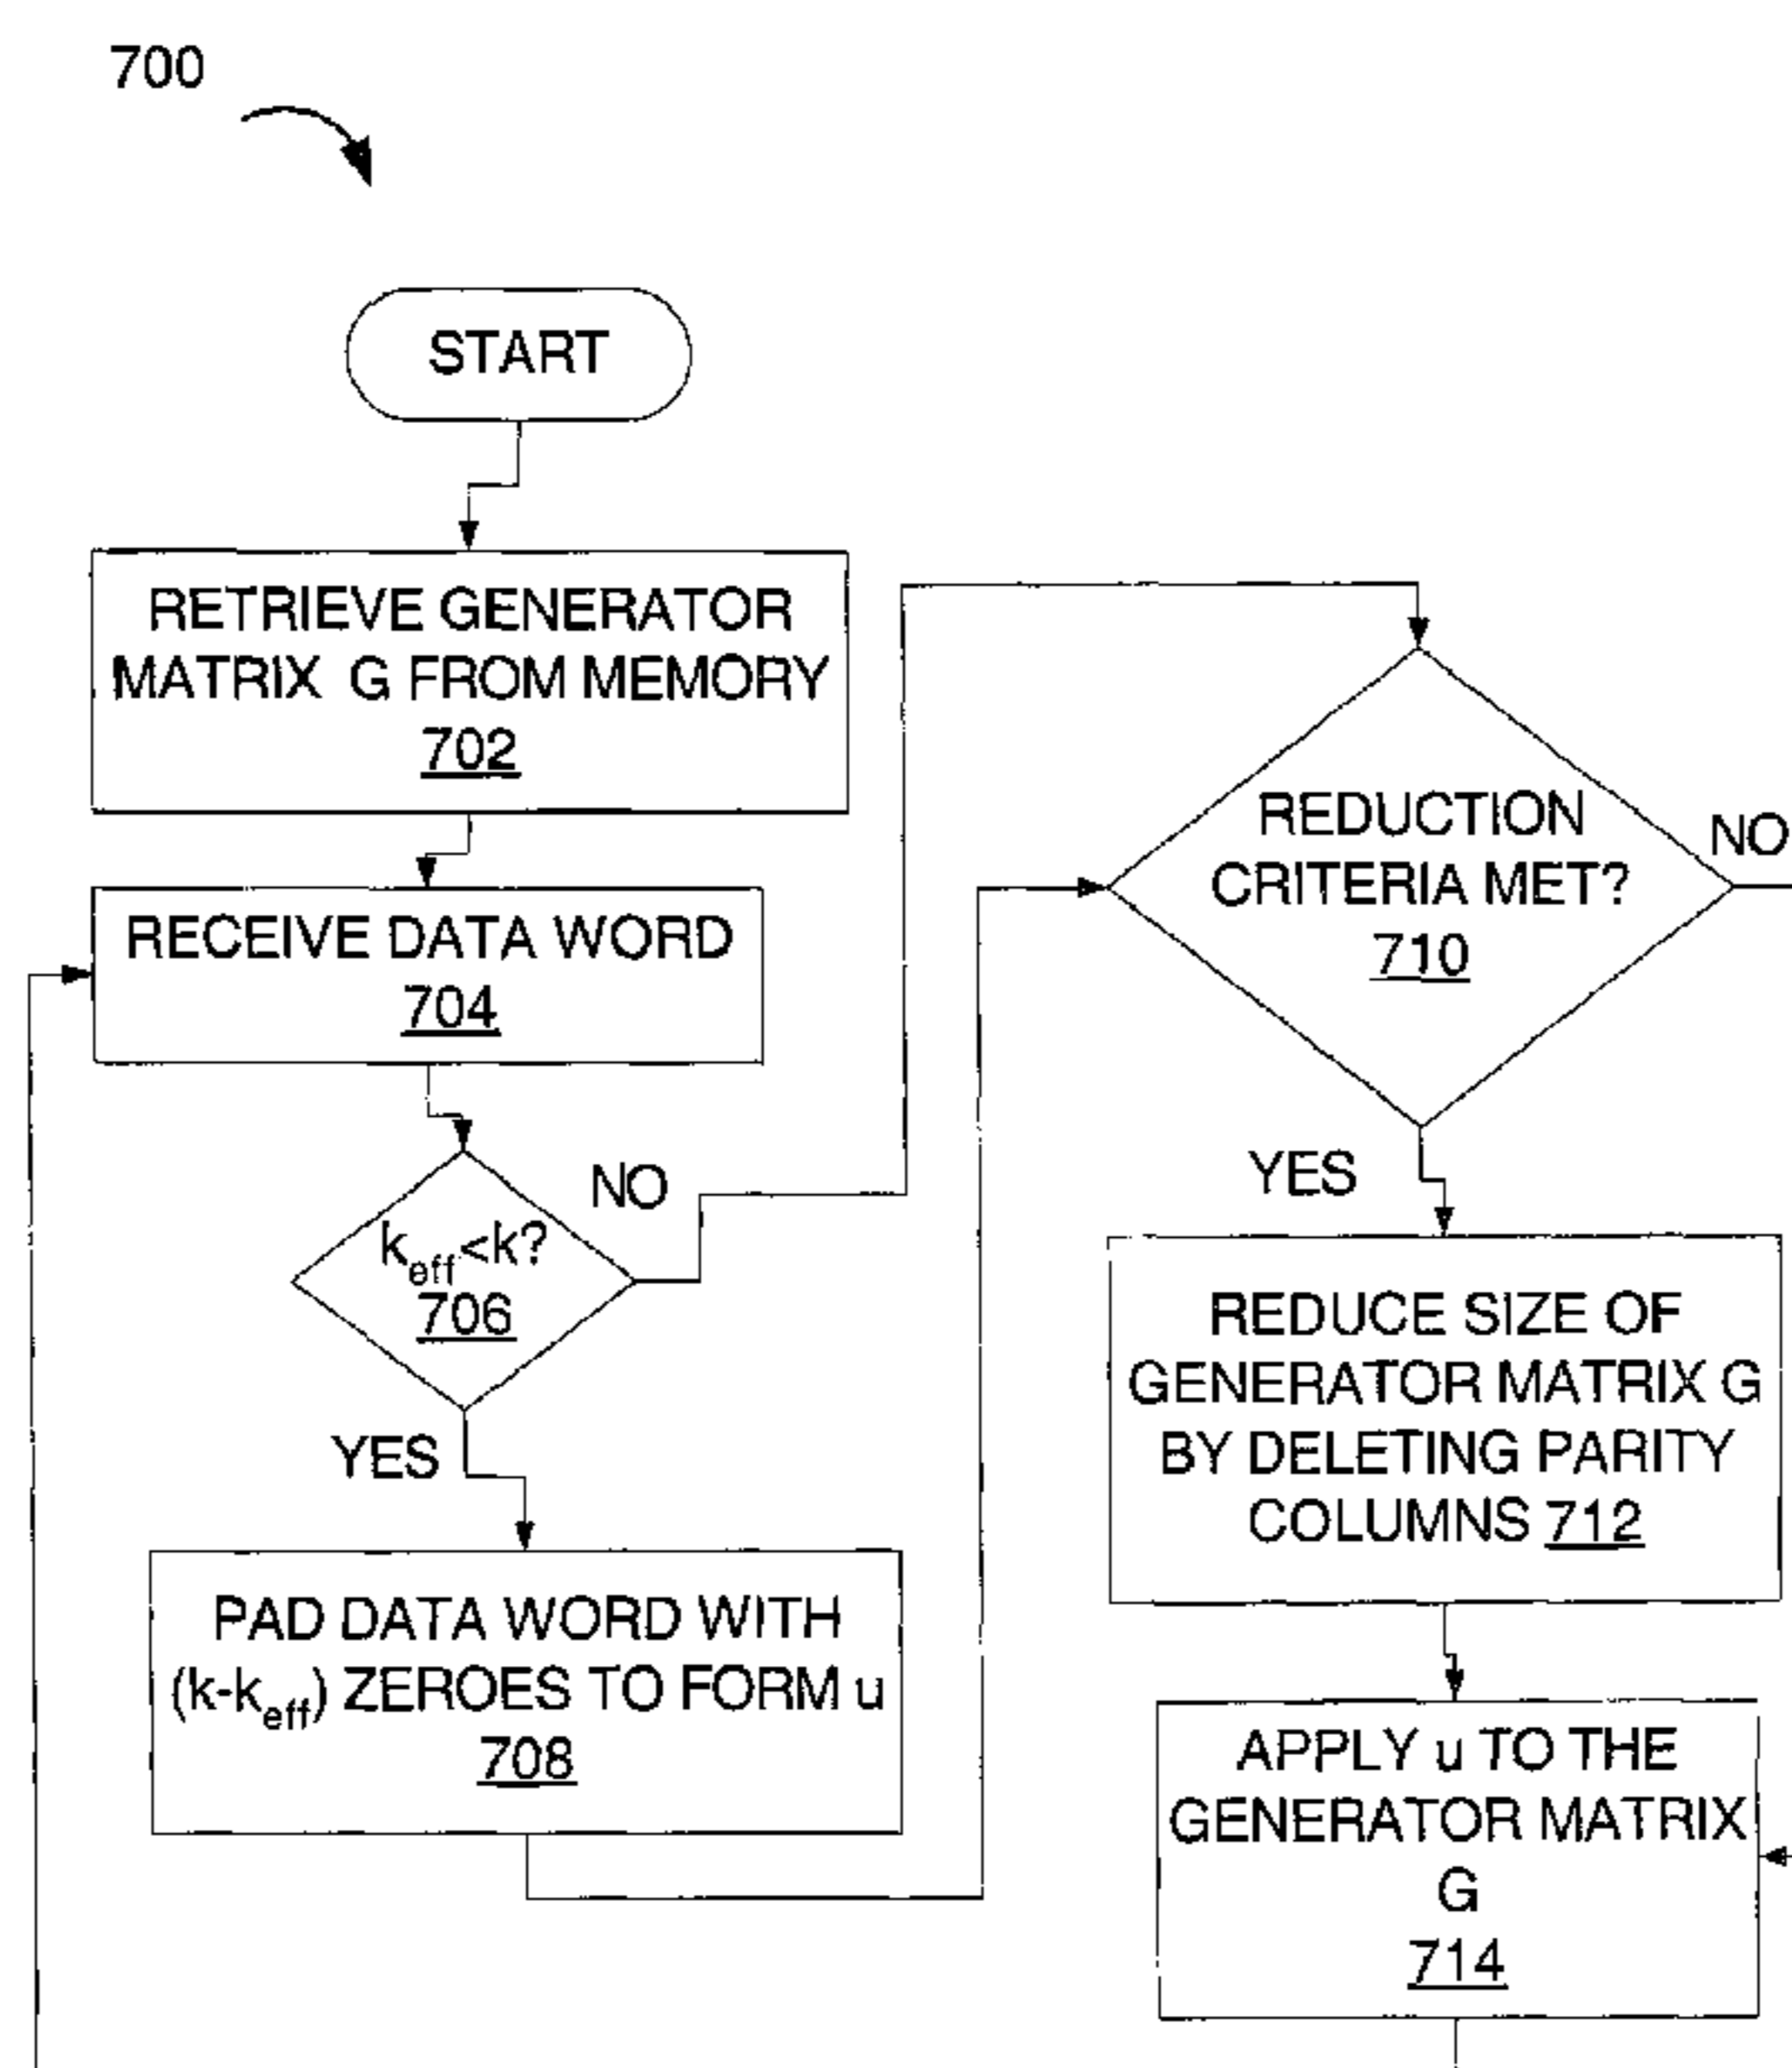 700
START
RETRIEVE GENERATOR
MATRIX G FROM MEMORY
702
RECEIVE DATA WORD
704
k_eff<k?
706
NO
YES
PAD DATA WORD WITH
(k-k_eff) ZEROES TO FORM u
708
REDUCTION
CRITERIA MET?
710
NO
YES
REDUCE SIZE OF
GENERATOR MATRIX G
BY DELETING PARITY
COLUMNS 712
APPLY u TO THE
GENERATOR MATRIX
G
714